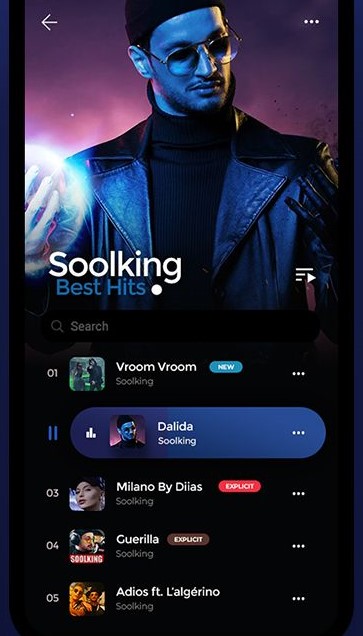 Soolking
Best Hits
Search
01 Vroom Vroom NEW
Soolking
Dalida
Soolking
03 Milano By Diias EXPLICIT
Soolking
04 Guerilla EXPLICIT
Soolking
SOOLKING
05 Adios ft. L'algérino
Soolking